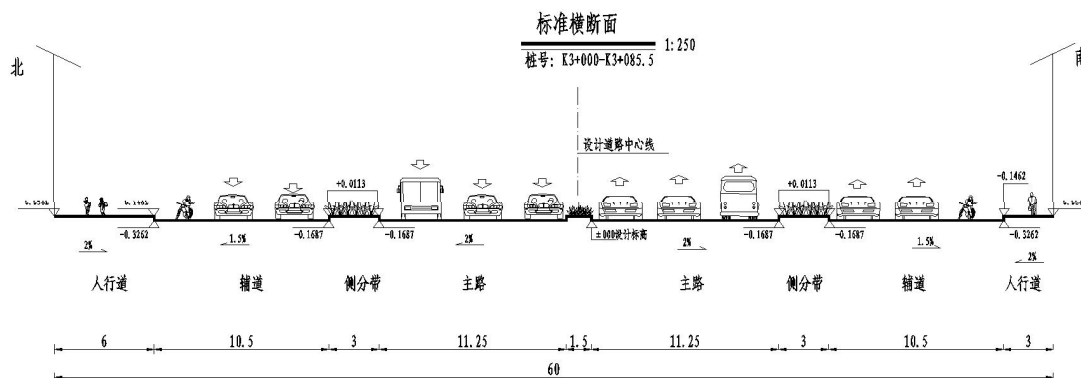 标准横断面
1:250
桩号: K3+000-K3+085.5
北
南
设计道路中心线
+0.0113
+0.0113
-0.1462
-0.3262
-0.1687
-0.1687
±000设计标高
-0.1687
-0.1687
-0.3262
2%
1.5%
2%
2%
1.5%
2%
人行道
辅道
侧分带
主路
主路
侧分带
辅道
人行道
6
10.5
3
11.25
1.5
11.25
3
10.5
3
60